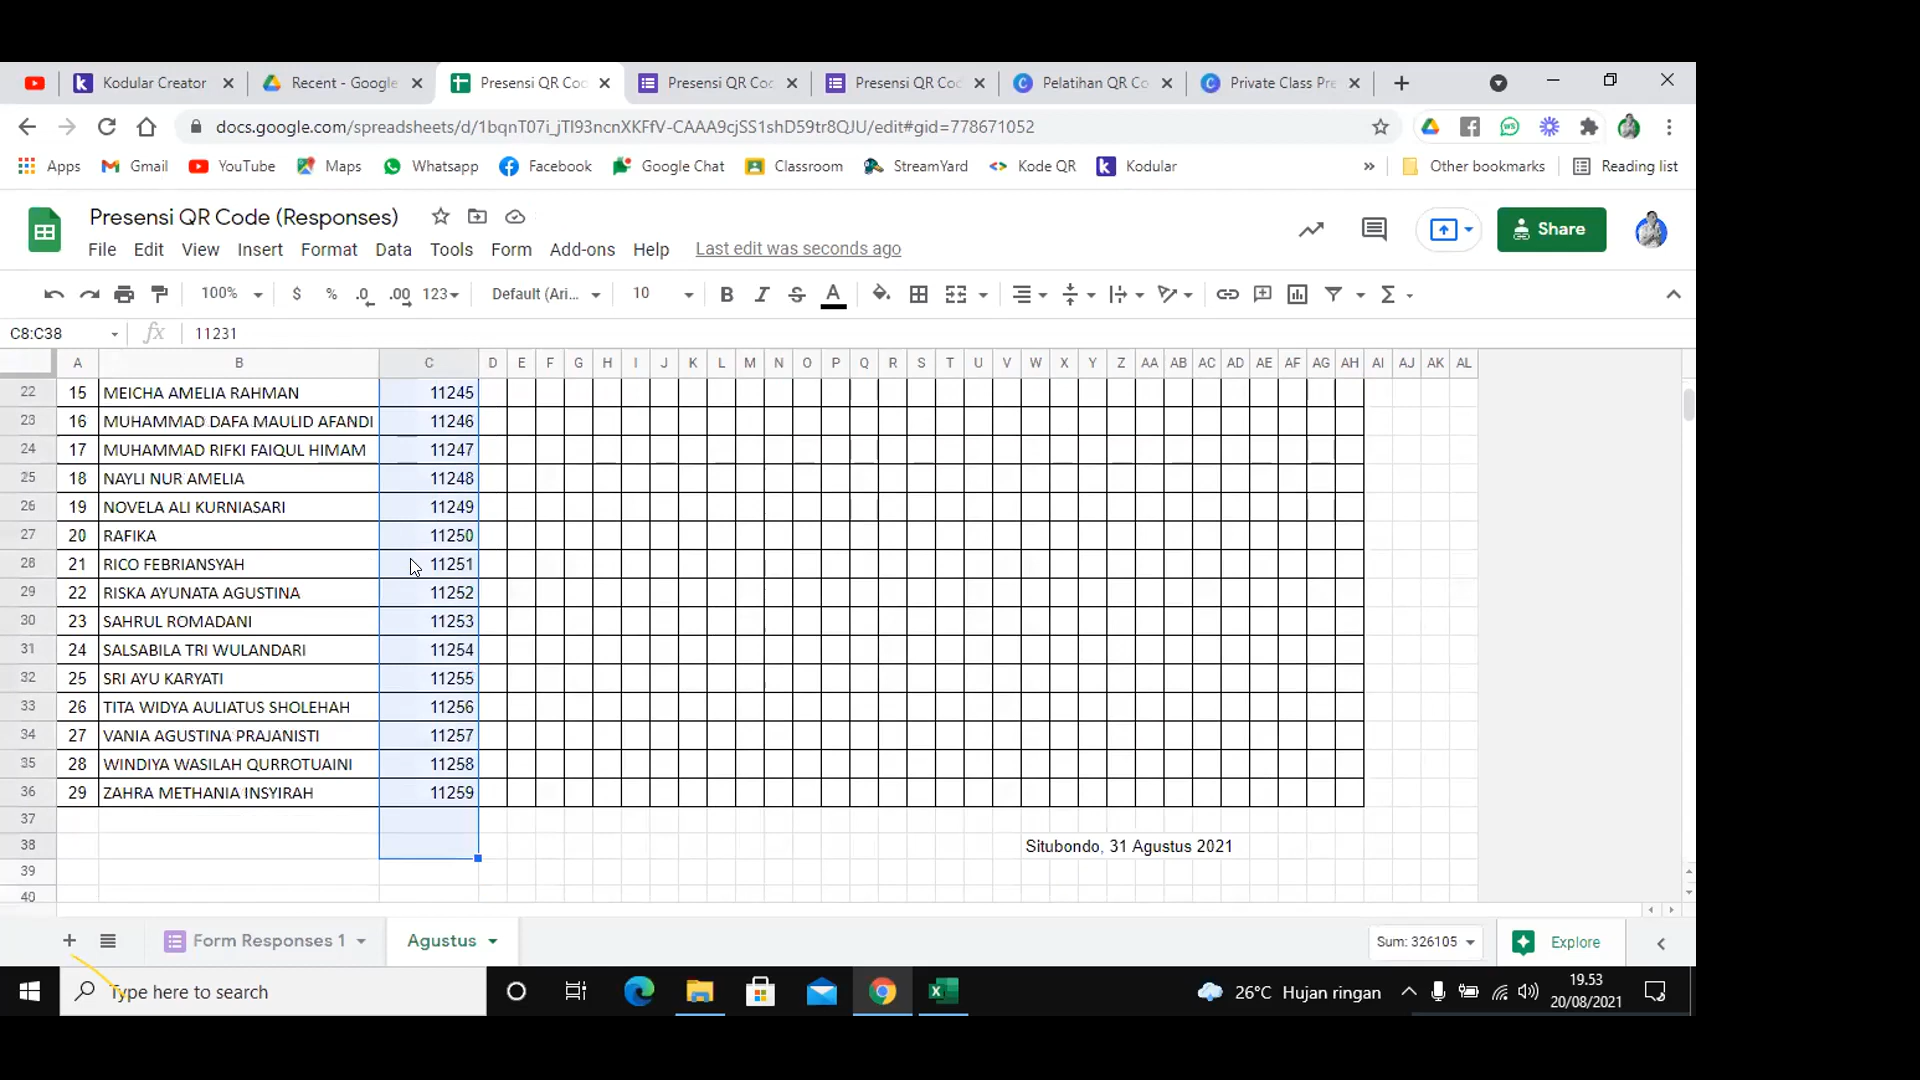 Kodular Creator
Recent - Google
Presensi QR Coc
Presensi QR Coc
Presensi QR Coc
Pelatihan QR Co
Private Class Pre
docs.google.com/spreadsheets/d/1bqnT07i_jTI93ncnXKFfV-CAAA9cjSS1shD59tr8QJU/edit#gid=778671052
Apps Gmail YouTube Maps Whatsapp Facebook Google Chat Classroom StreamYard Kode QR Kodular » Other bookmarks Reading list
Presensi QR Code (Responses)
Share
File Edit View Insert Format Data Tools Form Add-ons Help Last edit was seconds ago
100% $ % .0 .00 123 Default (Ari... 10 B I S A Σ
C8:C38 fx 11231
A B C D E F G H I J K L M N O P Q R S T U V W X Y Z AA AB AC AD AE AF AG AH AI AJ AK AL
22 15 MEICHA AMELIA RAHMAN 11245
23 16 MUHAMMAD DAFA MAULID AFANDI 11246
24 17 MUHAMMAD RIFKI FAIQUL HIMAM 11247
25 18 NAYLI NUR AMELIA 11248
26 19 NOVELA ALI KURNIASARI 11249
27 20 RAFIKA 11250
28 21 RICO FEBRIANSYAH 11251
29 22 RISKA AYUNATA AGUSTINA 11252
30 23 SAHRUL ROMADANI 11253
31 24 SALSABILA TRI WULANDARI 11254
32 25 SRI AYU KARYATI 11255
33 26 TITA WIDYA AULIATUS SHOLEHAH 11256
34 27 VANIA AGUSTINA PRAJANISTI 11257
35 28 WINDIYA WASILAH QURROTUAINI 11258
36 29 ZAHRA METHANIA INSYIRAH 11259
37
38 Situbondo, 31 Agustus 2021
39
40
Form Responses 1 Agustus Sum: 326105 Explore
Type here to search 26°C Hujan ringan 19.53
20/08/2021